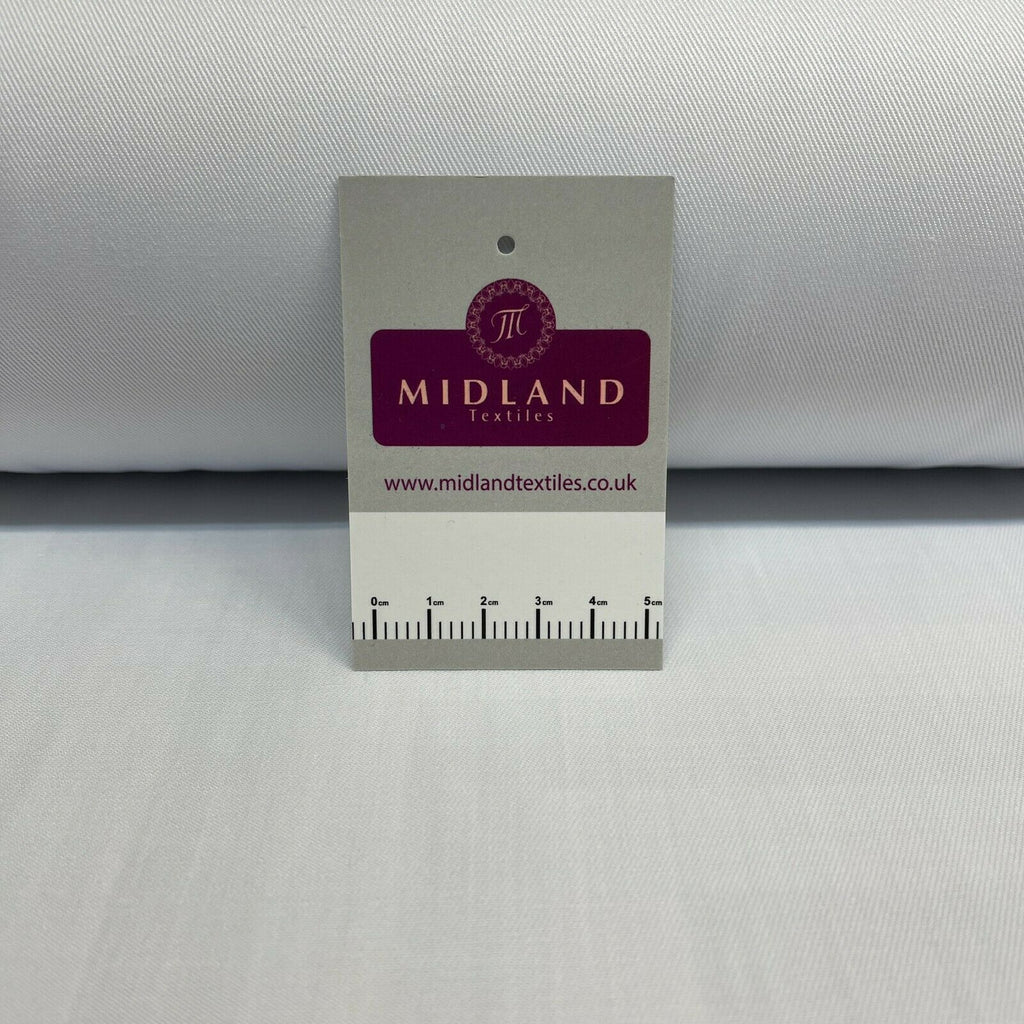 M
MIDLAND
Textiles
www.midlandtextiles.co.uk
0cm 1cm 2cm 3cm 4cm 5cm